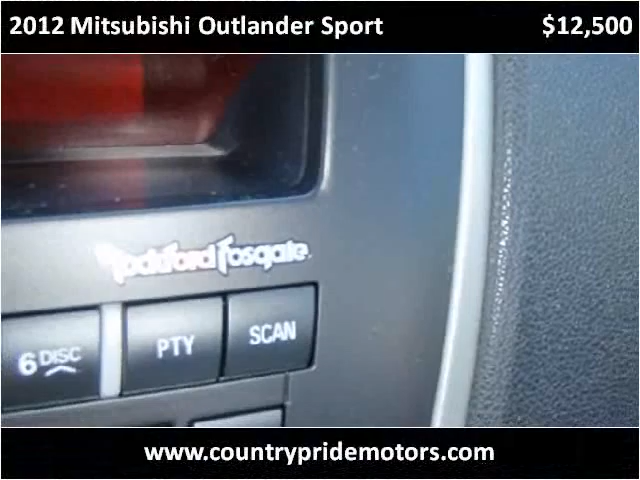 2012 Mitsubishi Outlander Sport $12,500
Rockford Fosgate
6 DISC PTY SCAN
www.countrypridemotors.com